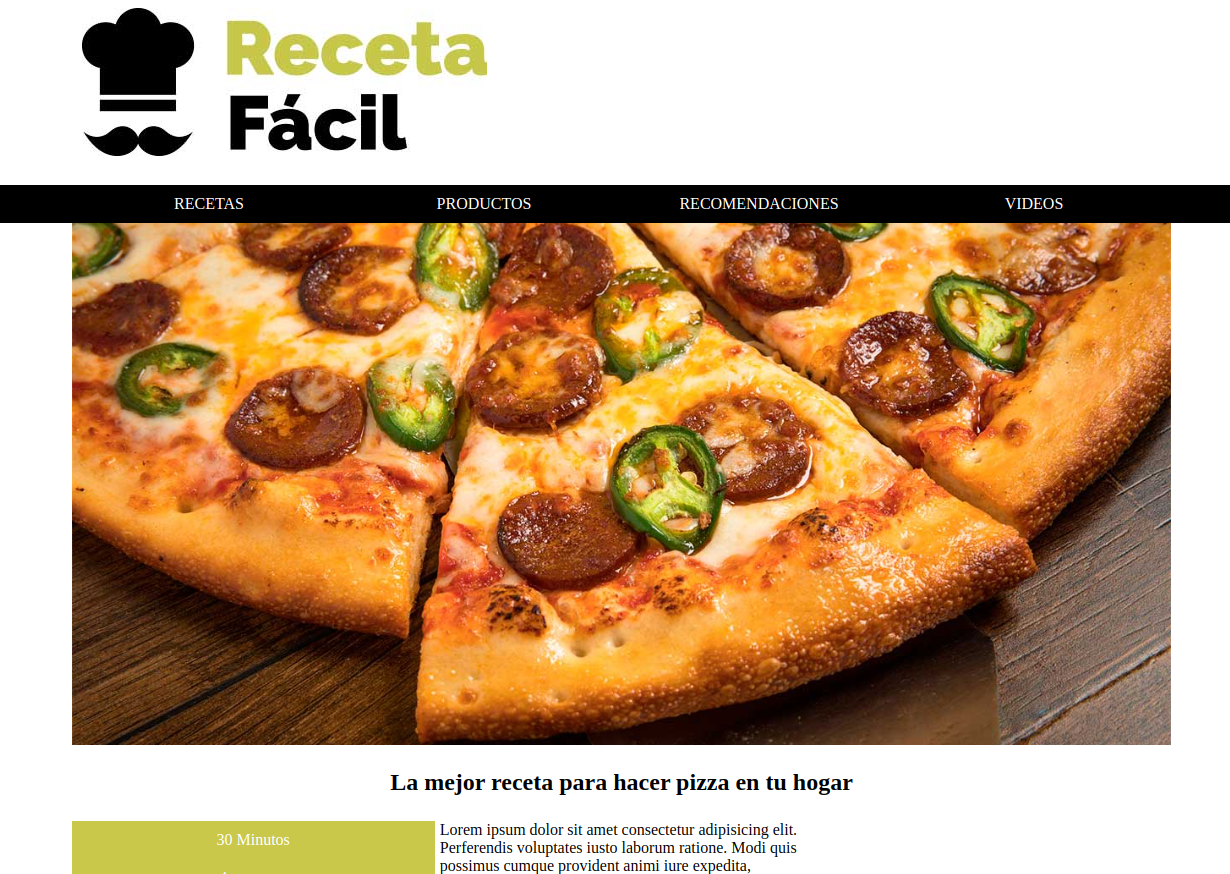 Receta
Fácil
RECETAS PRODUCTOS RECOMENDACIONES VIDEOS
La mejor receta para hacer pizza en tu hogar
30 Minutos
Lorem ipsum dolor sit amet consectetur adipisicing elit.
Perferendis voluptates iusto laborum ratione. Modi quis
possimus cumque provident animi iure expedita,